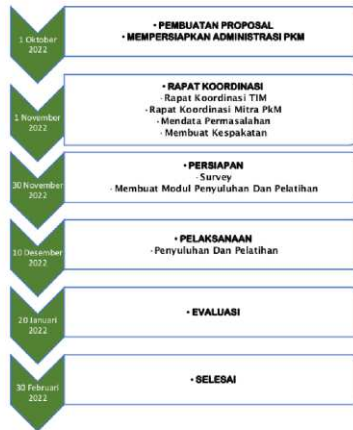 1 Oktober
2022
• PEMBUATAN PROPOSAL
• MEMPERSIAPKAN ADMINISTRASI PKM
1 November
2022
• RAPAT KOORDINASI
- Rapat Koordinasi TIM
- Rapat Koordinasi Mitra PkM
- Mendata Permasalahan
- Membuat Kespakatan
30 November
2022
• PERSIAPAN
- Survey
- Membuat Modul Penyuluhan Dan Pelatihan
10 Desember
2022
• PELAKSANAAN
- Penyuluhan Dan Pelatihan
20 Januari
2022
• EVALUASI
30 Februari
2022
• SELESAI